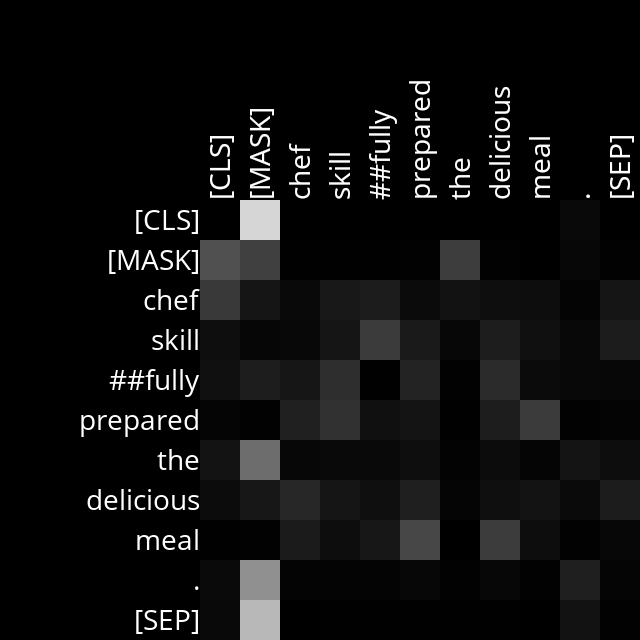 [CLS] [MASK] chef skill ##fully prepared the delicious meal . [SEP]
[CLS]
[MASK]
chef
skill
##fully
prepared
the
delicious
meal
.
[SEP]